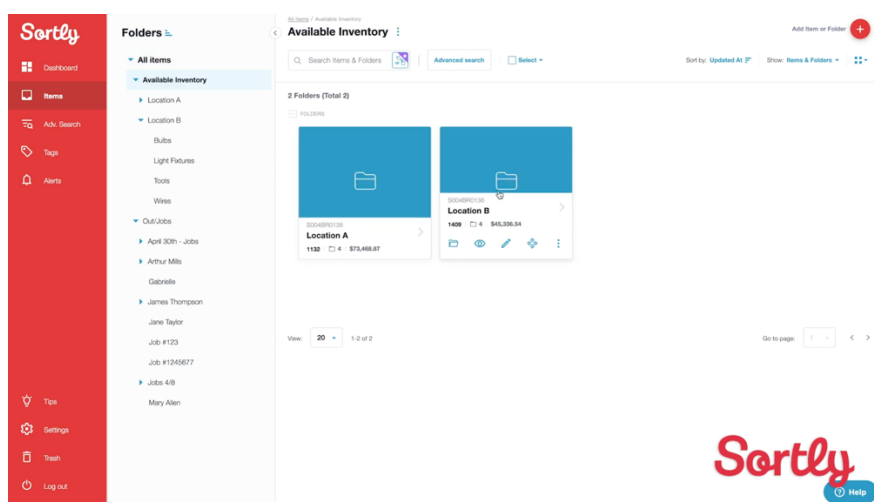 Sortly
Dashboard
Items
Adv. Search
Tags
Alerts
Tips
Settings
Trash
Log out
Folders
All items
Available Inventory
Location A
Location B
Bulbs
Light Fixtures
Tools
Wires
Out/Jobs
April 30th - Jobs
Arthur Mills
Gabrielle
James Thompson
Jane Taylor
Job #123
Job #1245677
Jobs 4/8
Mary Allen
All Items / Available Inventory
Available Inventory
Add Item or Folder
Search Items & Folders
Advanced search
Select
Sort by: Updated At
Show: Items & Folders
2 Folders (Total 2)
FOLDERS
Location A
1132 4 $73,468.87
Location B
1409 4 $45,336.54
View: 20 1-2 of 2
Go to page: 1
Sortly
Help